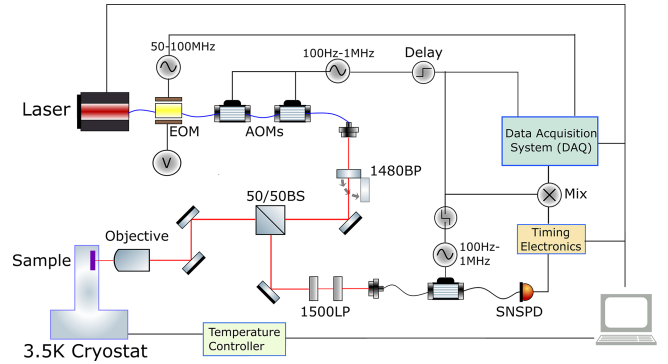 50-100MHz
100Hz-1MHz
Delay
Laser
EOM
AOMs
Data Acquisition
System (DAQ)
1480BP
V
50/50BS
Mix
Objective
Timing
Electronics
Sample
100Hz-
1MHz
1500LP
SNSPD
Temperature
Controller
3.5K Cryostat